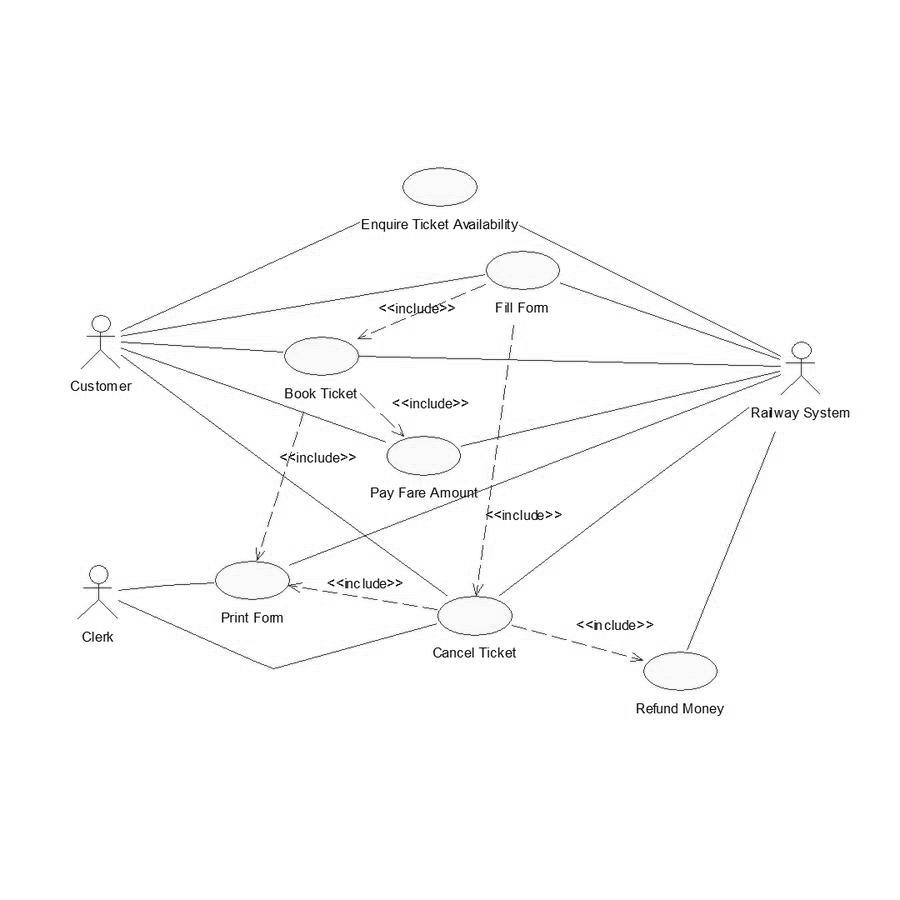 Enquire Ticket Availability
<<include>>
Fill Form
Customer
Book Ticket
<<include>>
Railway System
<<include>>
Pay Fare Amount
<<include>>
<<include>>
Print Form
Clerk
<<include>>
Cancel Ticket
Refund Money